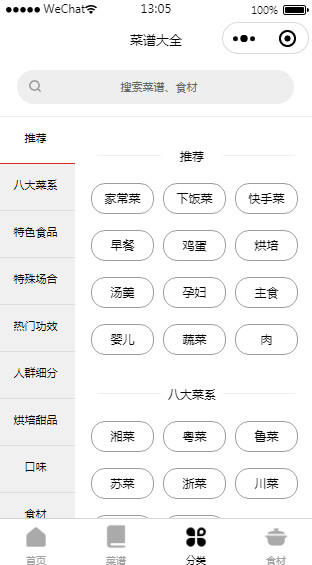 ●●●●● WeChat 13:05 100%
菜谱大全
搜索菜谱、食材
推荐
八大菜系
特色食品
特殊场合
热门功效
人群细分
烘培甜品
口味
食材
推荐
家常菜 下饭菜 快手菜
早餐 鸡蛋 烘培
汤羹 孕妇 主食
婴儿 蔬菜 肉
八大菜系
湘菜 粤菜 鲁菜
苏菜 浙菜 川菜
首页 菜谱 分类 食材